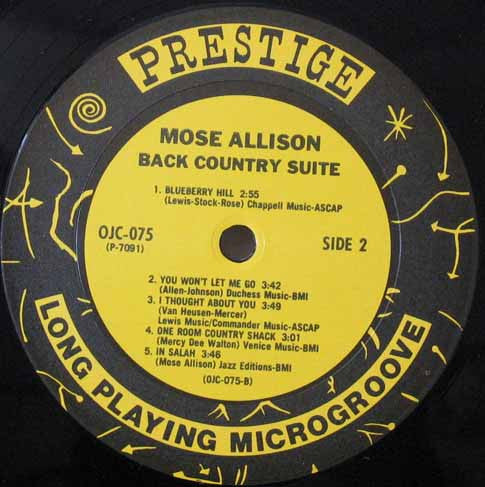 PRESTIGE
MOSE ALLISON
BACK COUNTRY SUITE
1. BLUEBERRY HILL 2:55
(Lewis-Stock-Rose) Chappell Music-ASCAP
OJC-075
(P-7091)
SIDE 2
2. YOU WON'T LET ME GO 3:42
(Allen-Johnson) Duchess Music-BMI
3. I THOUGHT ABOUT YOU 3:49
(Van Heusen-Mercer)
Lewis Music/Commander Music-ASCAP
4. ONE ROOM COUNTRY SHACK 3:01
(Mercy Dee Walton) Venice Music-BMI
5. IN SALAH 3:46
(Mose Allison) Jazz Editions-BMI
(OJC-075-B)
LONG PLAYING MICROGROOVE